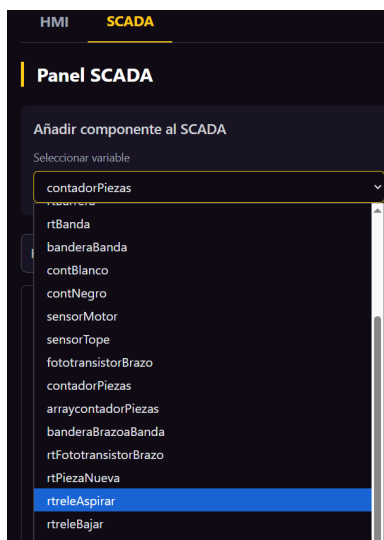 HMI SCADA
Panel SCADA
Añadir componente al SCADA
Seleccionar variable
contadorPiezas
rtBanda
banderaBanda
contBlanco
contNegro
sensorMotor
sensorTope
fototransistorBrazo
contadorPiezas
arraycontadorPiezas
banderaBrazoaBanda
rtFototransistorBrazo
rtPiezaNueva
rtreleAspirar
rtreleBajar